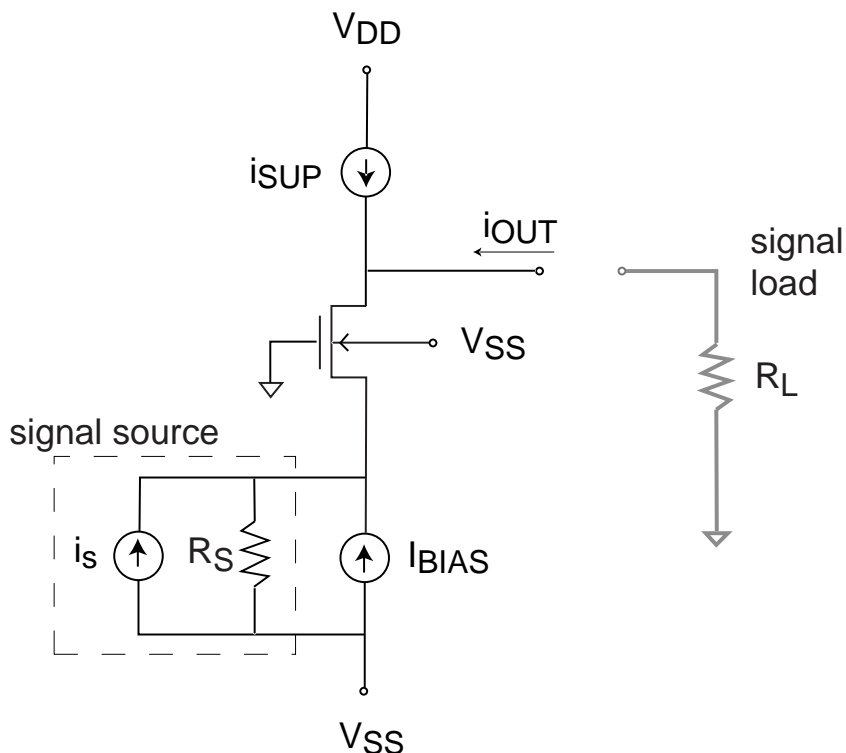 VDD
iSUP
iOUT
signal
load
VSS
RL
signal source
is
RS
IBIAS
VSS